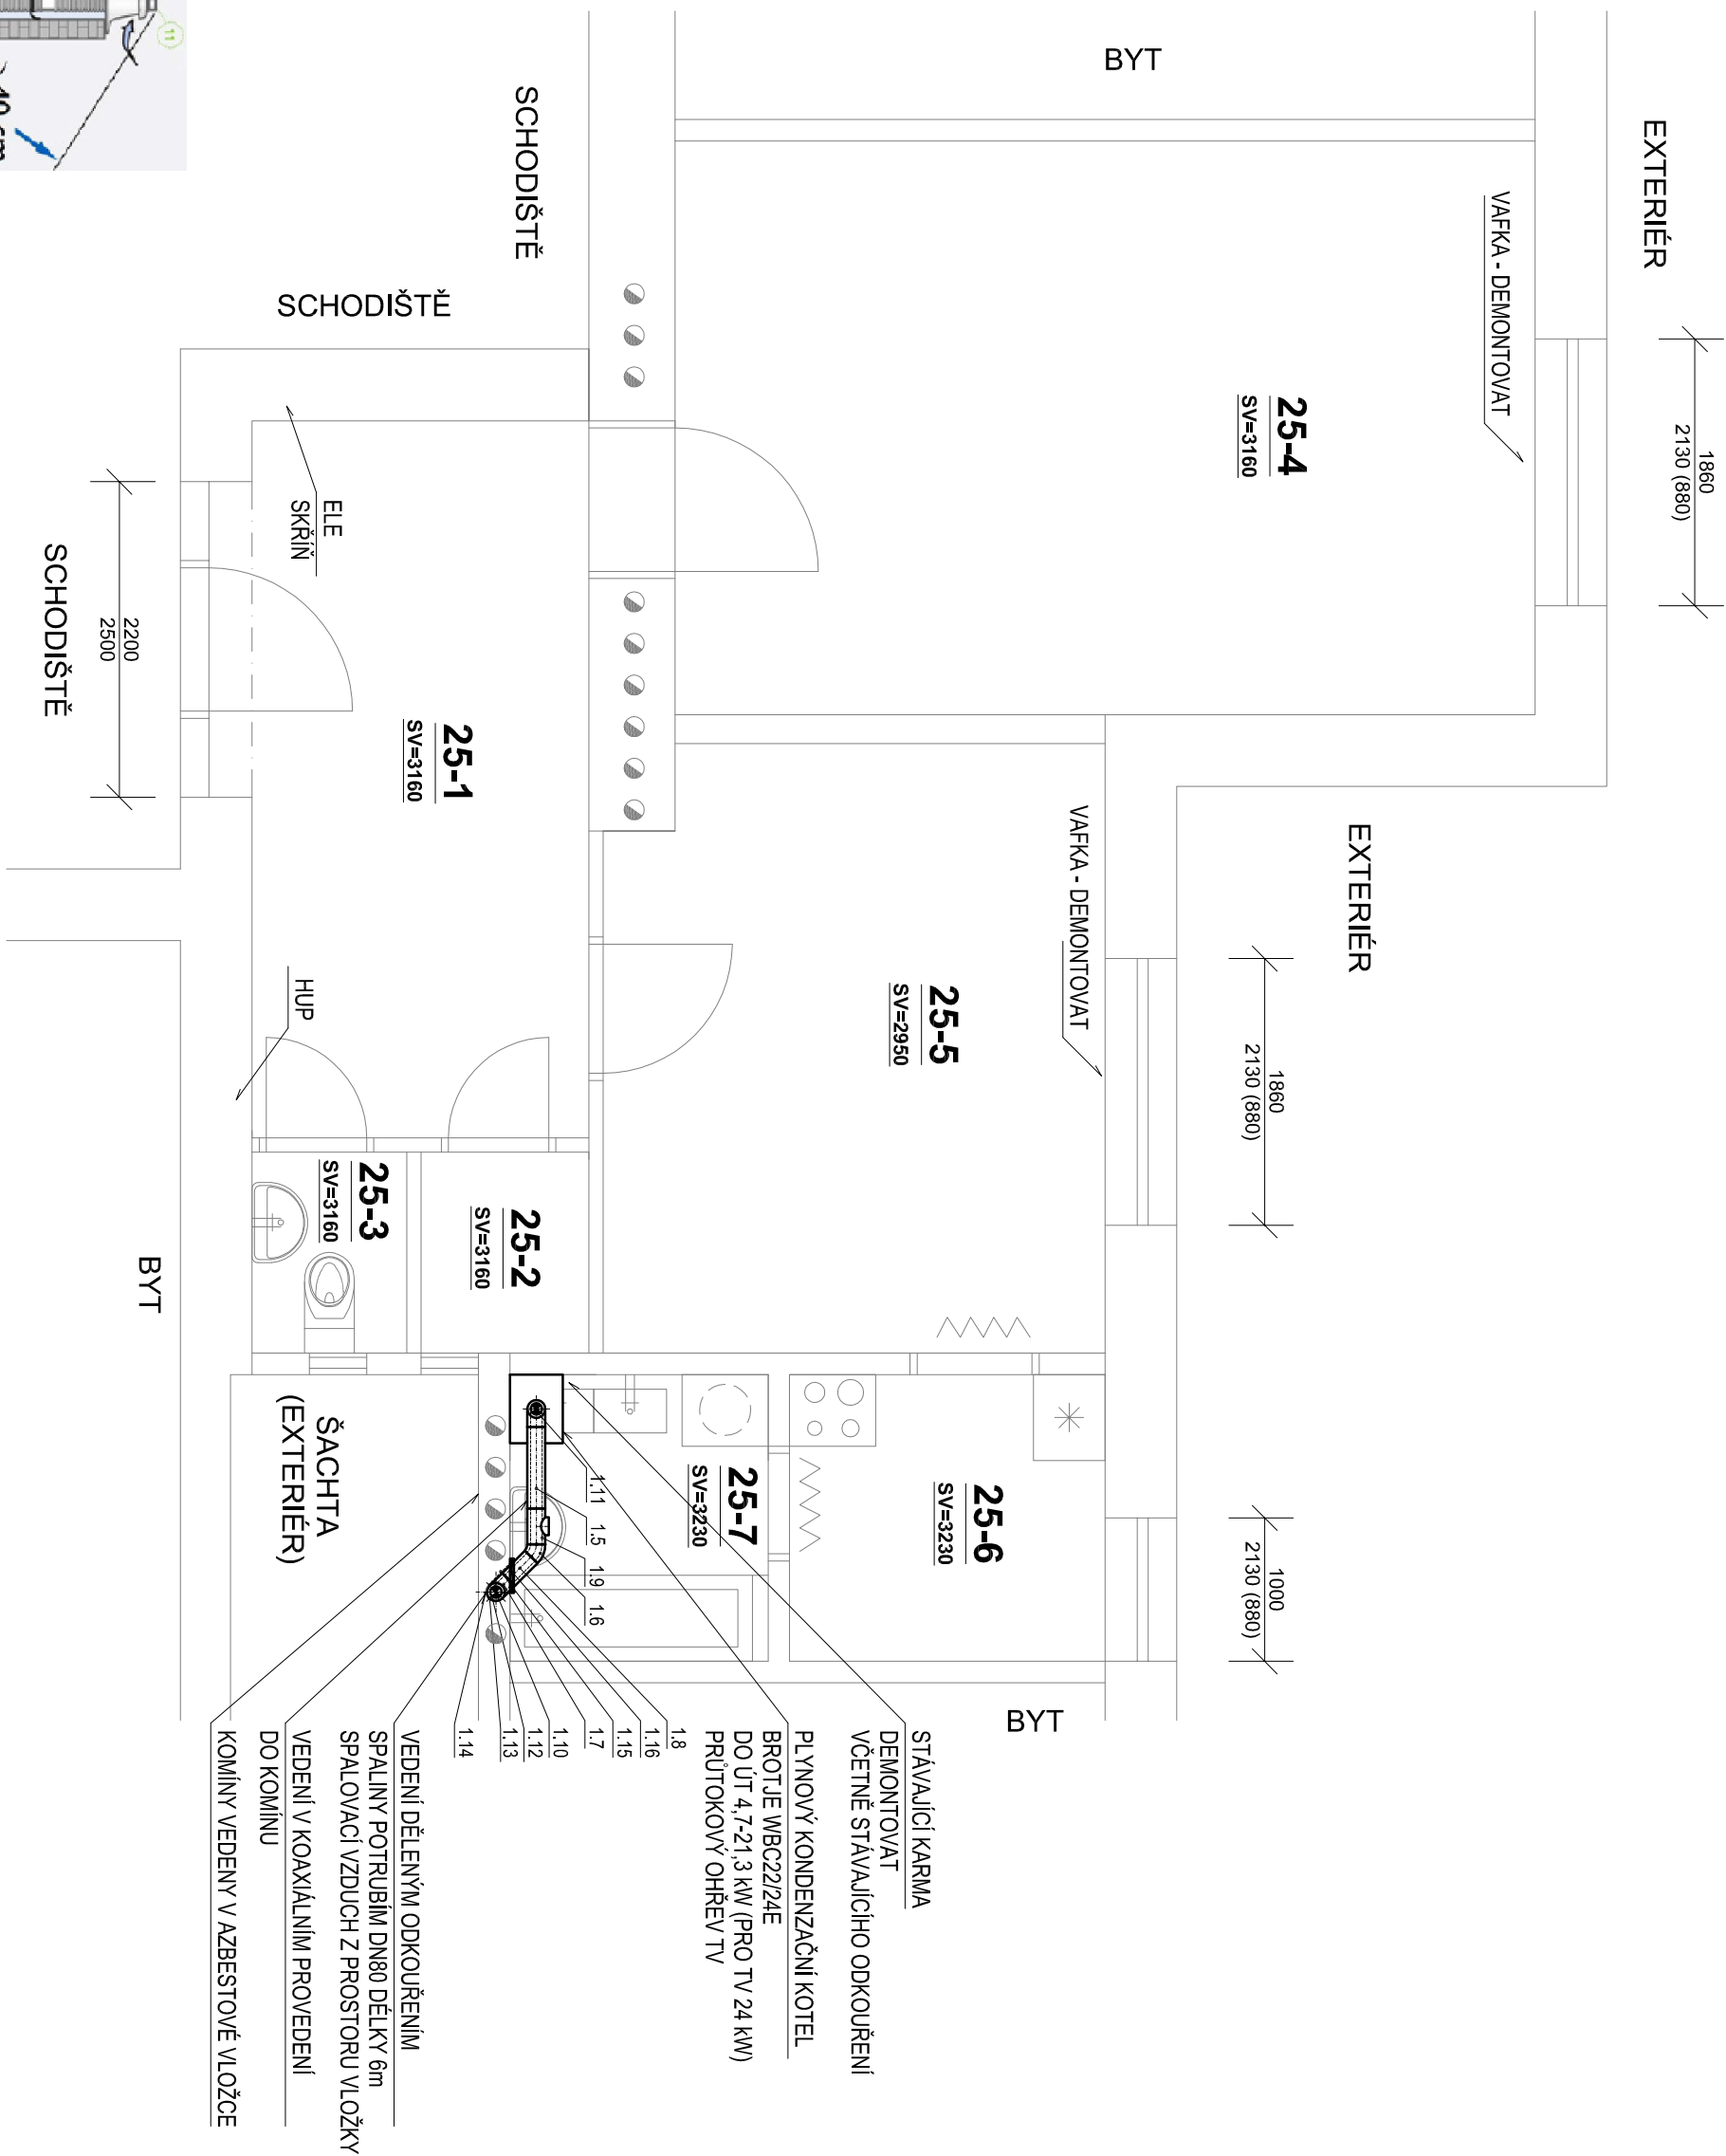 EXTERIÉR
1860
2130 (880)
VAFKA - DEMONTOVAT
BYT
25-4
SV=3160
SCHODIŠTĚ
SCHODIŠTĚ
EXTERIÉR
1860
2130 (880)
VAFKA - DEMONTOVAT
25-5
SV=2950
ELE
SKŘÍŇ
25-1
SV=3160
2200
2500
SCHODIŠTĚ
HUP
25-3
SV=3160
25-2
SV=3160
BYT
1000
2130 (880)
25-6
SV=3230
25-7
SV=3230
ŠACHTA
(EXTERIÉR)
1.11
1.5
1.9
1.6
BYT
1.8
1.16
1.15
1.7
1.10
1.12
1.13
1.14
STÁVAJÍCÍ KARMA
DEMONTOVAT
VČETNĚ STÁVAJÍCÍHO ODKOUŘENÍ
PLYNOVÝ KONDENZAČNÍ KOTEL
BROTJE WBC22/24E
DO ÚT 4,7-21,3 kW (PRO TV 24 kW)
PRŮTOKOVÝ OHŘEV TV
VEDENÍ DĚLENÝM ODKOUŘENÍM
SPALINY POTRUBÍM DN80 DÉLKY 6m
SPALOVACÍ VZDUCH Z PROSTORU VLOŽKY
VEDENÍ V KOAXIÁLNÍM PROVEDENÍ
DO KOMÍNU
KOMÍNY VEDENY V AZBESTOVÉ VLOŽCE
11